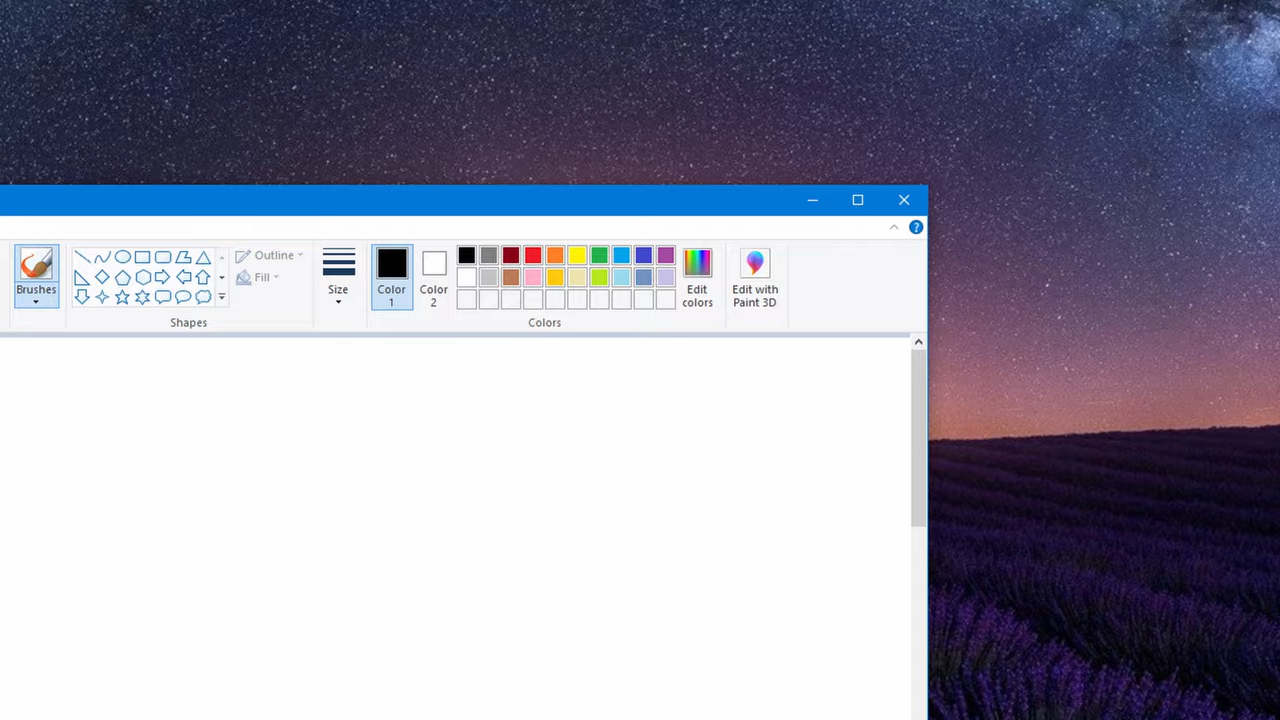 ?
Brushes
Outline
Fill
Shapes
Size
Color
1
Color
2
Edit
colors
Colors
Edit with
Paint 3D